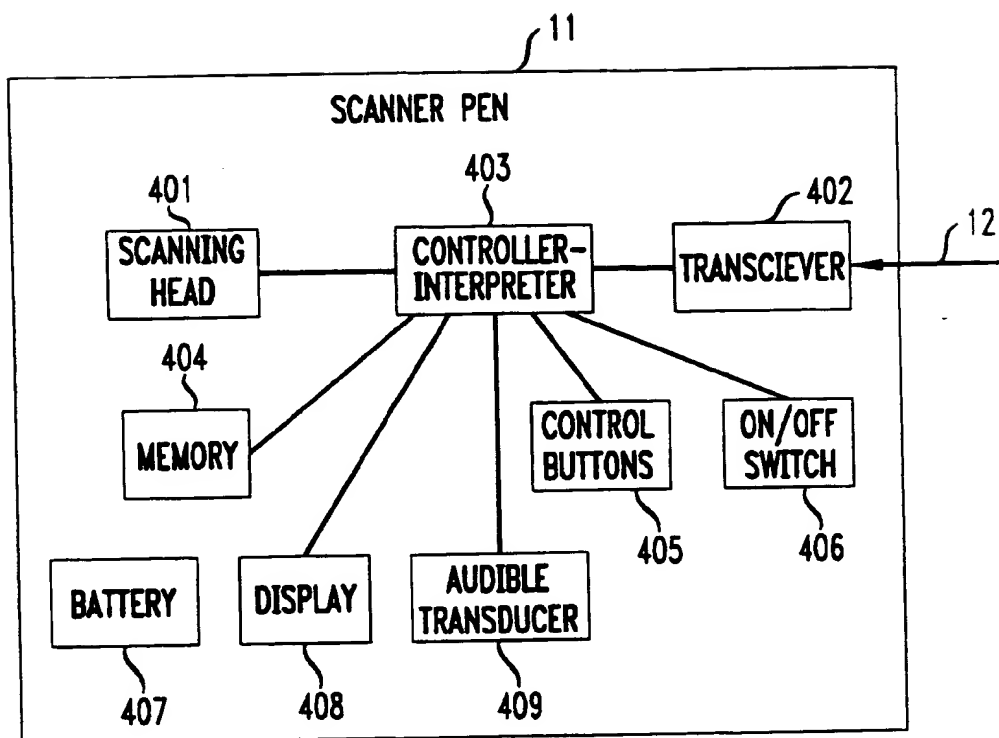 11
SCANNER PEN
401
403
402
12
SCANNING
HEAD
CONTROLLER-
INTERPRETER
TRANSCIEVER
404
MEMORY
CONTROL
BUTTONS
ON/OFF
SWITCH
405
406
BATTERY
DISPLAY
AUDIBLE
TRANSDUCER
407
408
409